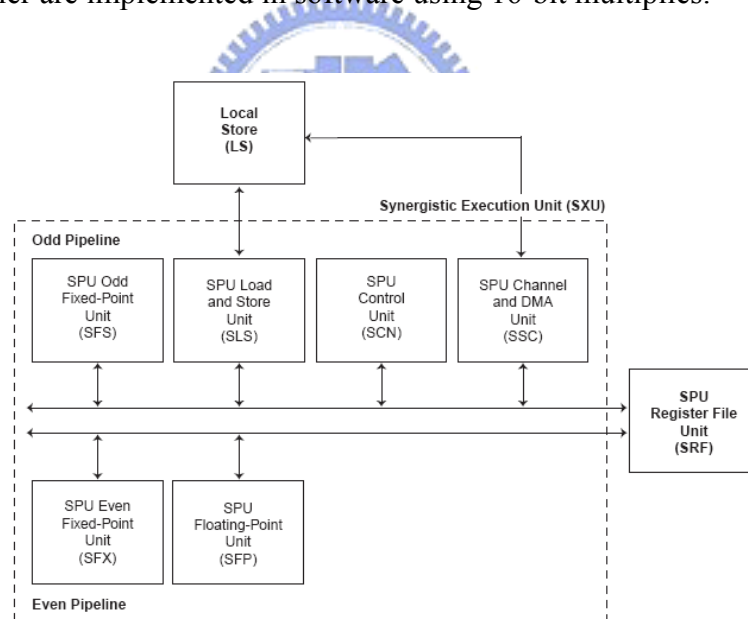 are implemented in software using 16-bit multiplies.
Local
Store
(LS)
Synergistic Execution Unit (SXU)
Odd Pipeline
SPU Odd
Fixed-Point
Unit
(SFS)
SPU Load
and Store
Unit
(SLS)
SPU
Control
Unit
(SCN)
SPU Channel
and DMA
Unit
(SSC)
SPU
Register File
Unit
(SRF)
SPU Even
Fixed-Point
Unit
(SFX)
SPU
Floating-Point
Unit
(SFP)
Even Pipeline